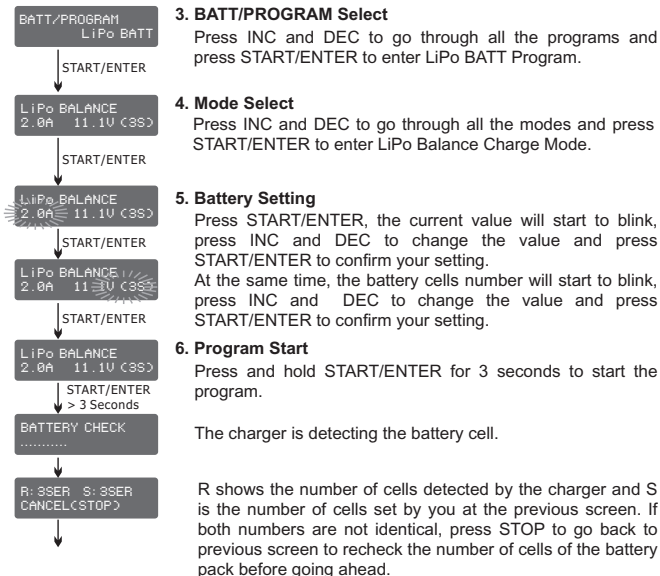 BATT/PROGRAM
LiPo BATT
START/ENTER
3. BATT/PROGRAM Select
Press INC and DEC to go through all the programs and
press START/ENTER to enter LiPo BATT Program.
LiPo BALANCE
2.0A 11.1V (3S)
START/ENTER
4. Mode Select
Press INC and DEC to go through all the modes and press
START/ENTER to enter LiPo Balance Charge Mode.
LiPo BALANCE
2.0A 11.1V (3S)
START/ENTER
LiPo BALANCE
2.0A 11.1V (3S)
START/ENTER
5. Battery Setting
Press START/ENTER, the current value will start to blink,
press INC and DEC to change the value and press
START/ENTER to confirm your setting.
At the same time, the battery cells number will start to blink,
press INC and DEC to change the value and press
START/ENTER to confirm your setting.
LiPo BALANCE
2.0A 11.1V (3S)
START/ENTER
> 3 Seconds
6. Program Start
Press and hold START/ENTER for 3 seconds to start the
program.
BATTERY CHECK
...........
The charger is detecting the battery cell.
R: 3SER S: 3SER
CANCEL(STOP)
R shows the number of cells detected by the charger and S
is the number of cells set by you at the previous screen. If
both numbers are not identical, press STOP to go back to
previous screen to recheck the number of cells of the battery
pack before going ahead.